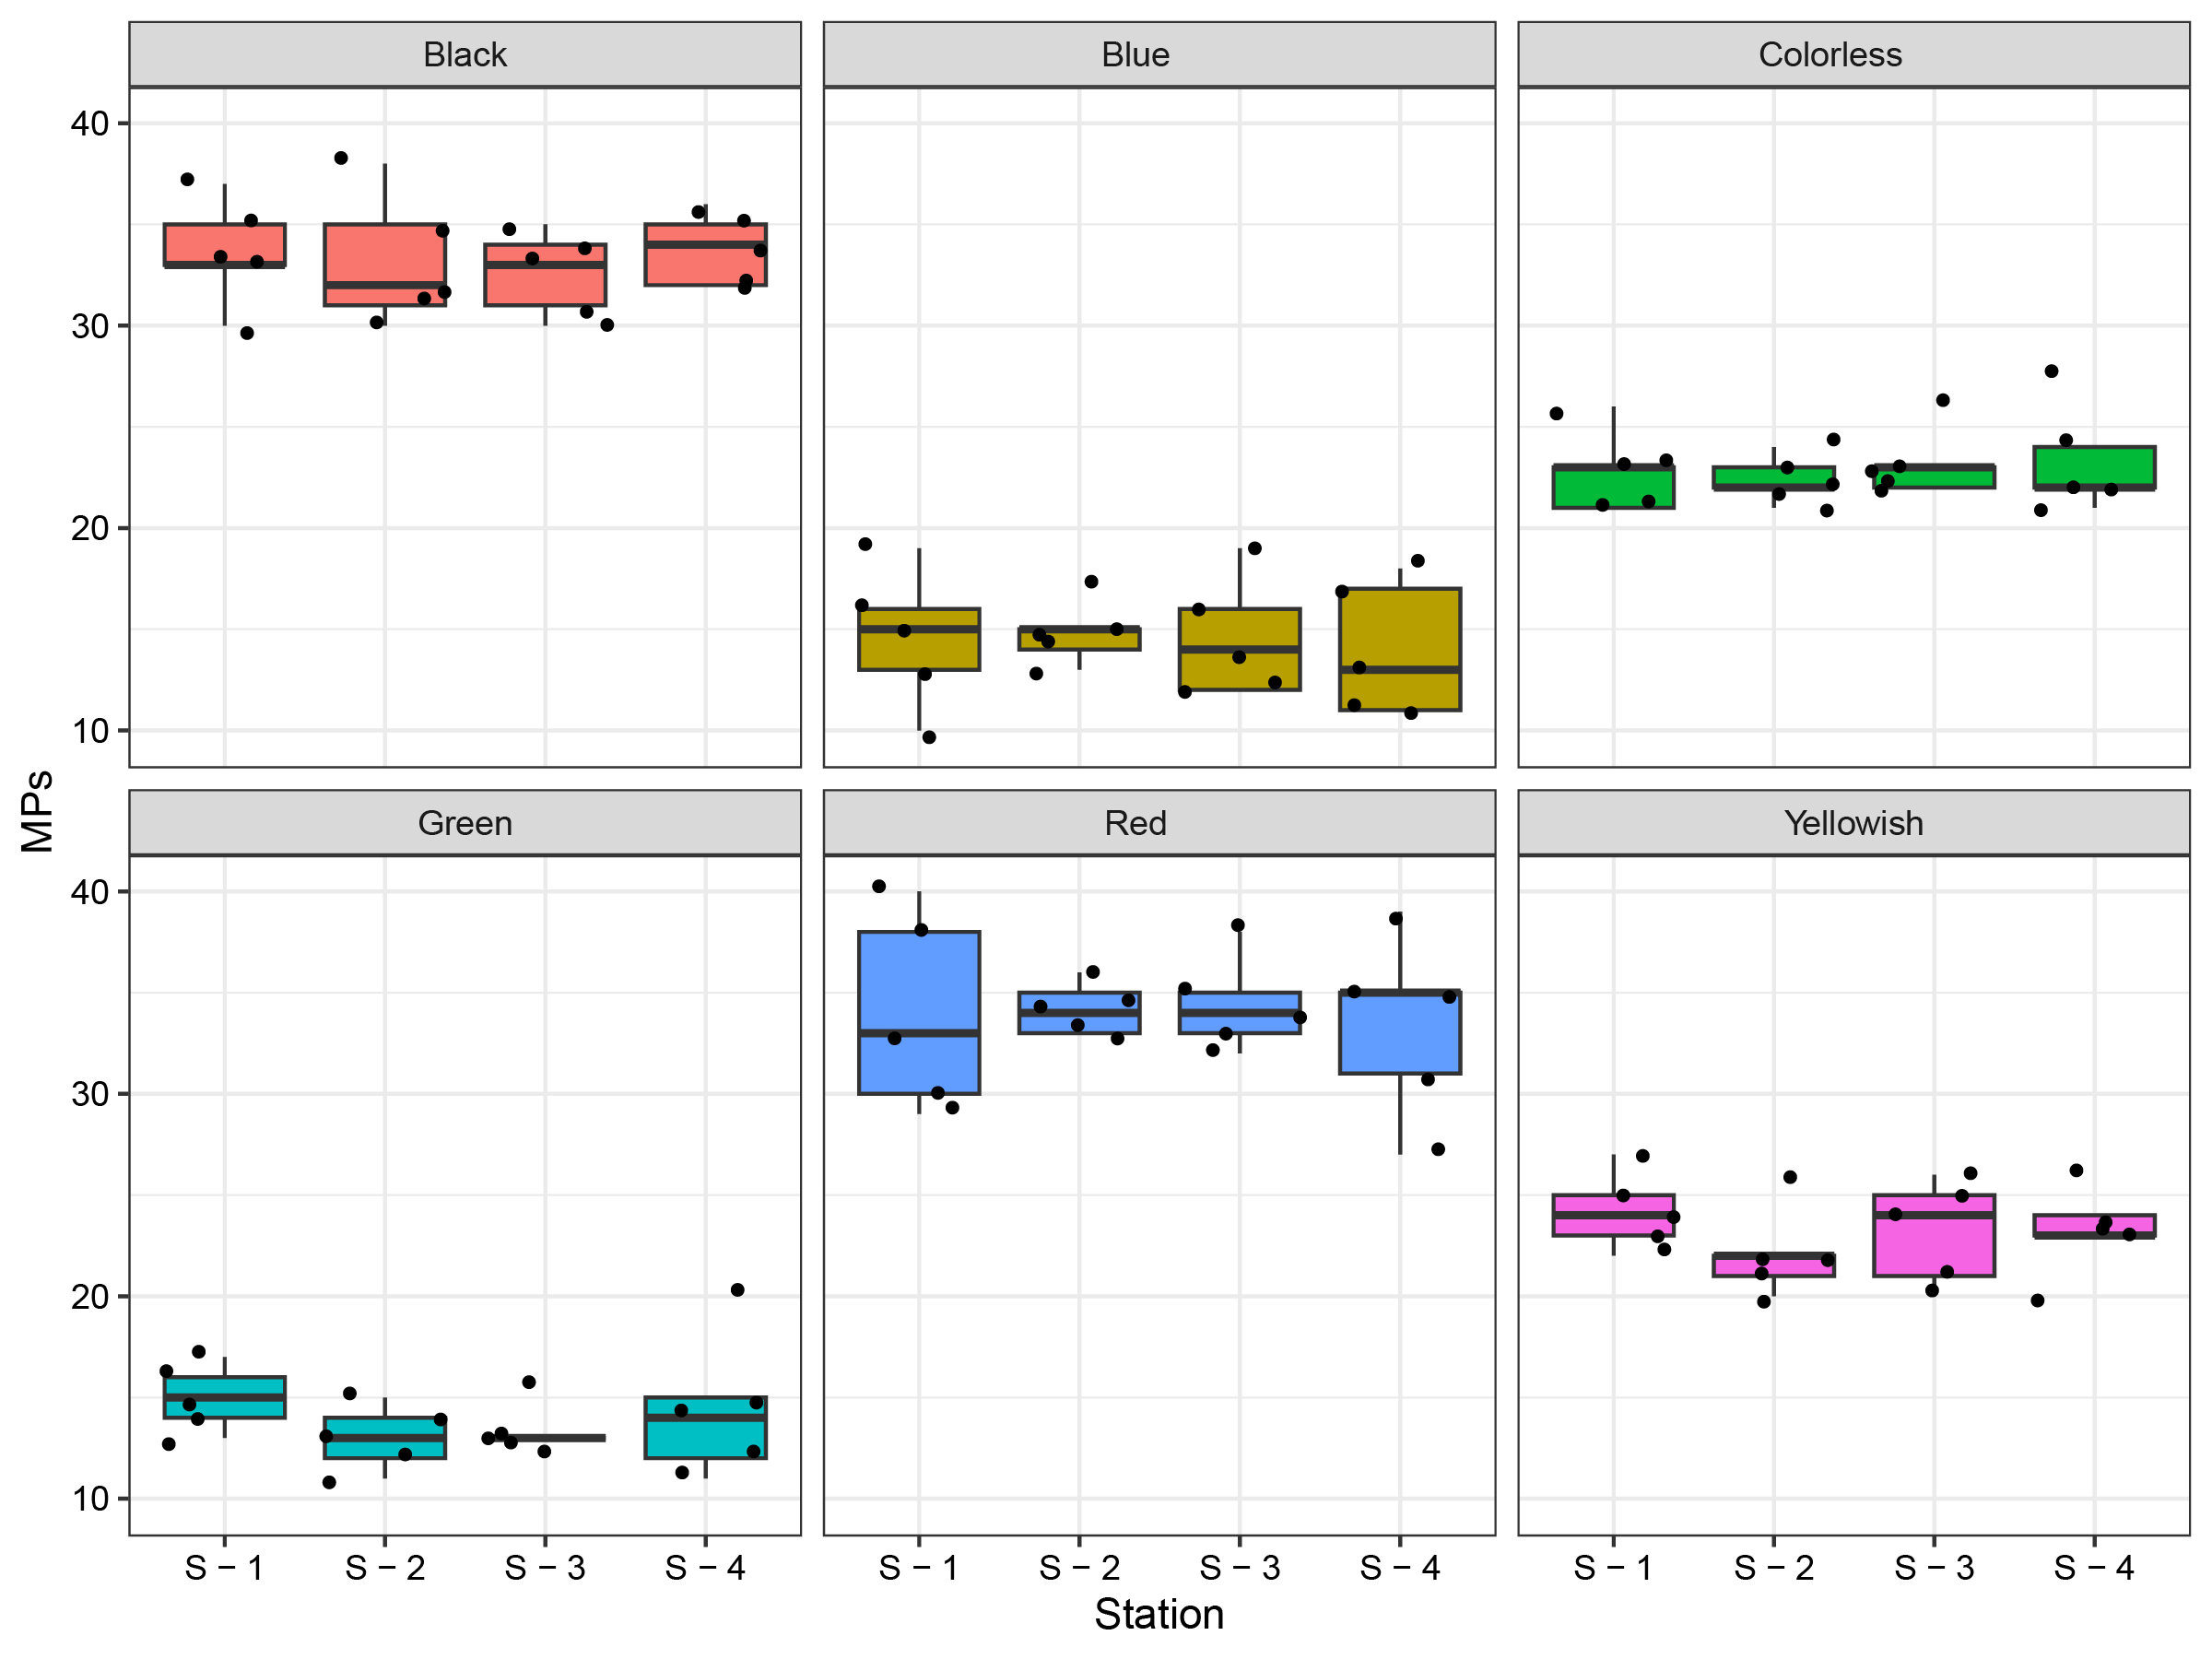 Black
Blue
Colorless
40
30
20
10
MPs
Green
Red
Yellowish
40
30
20
10
S – 1
S – 2
S – 3
S – 4
S – 1
S – 2
S – 3
S – 4
S – 1
S – 2
S – 3
S – 4
Station